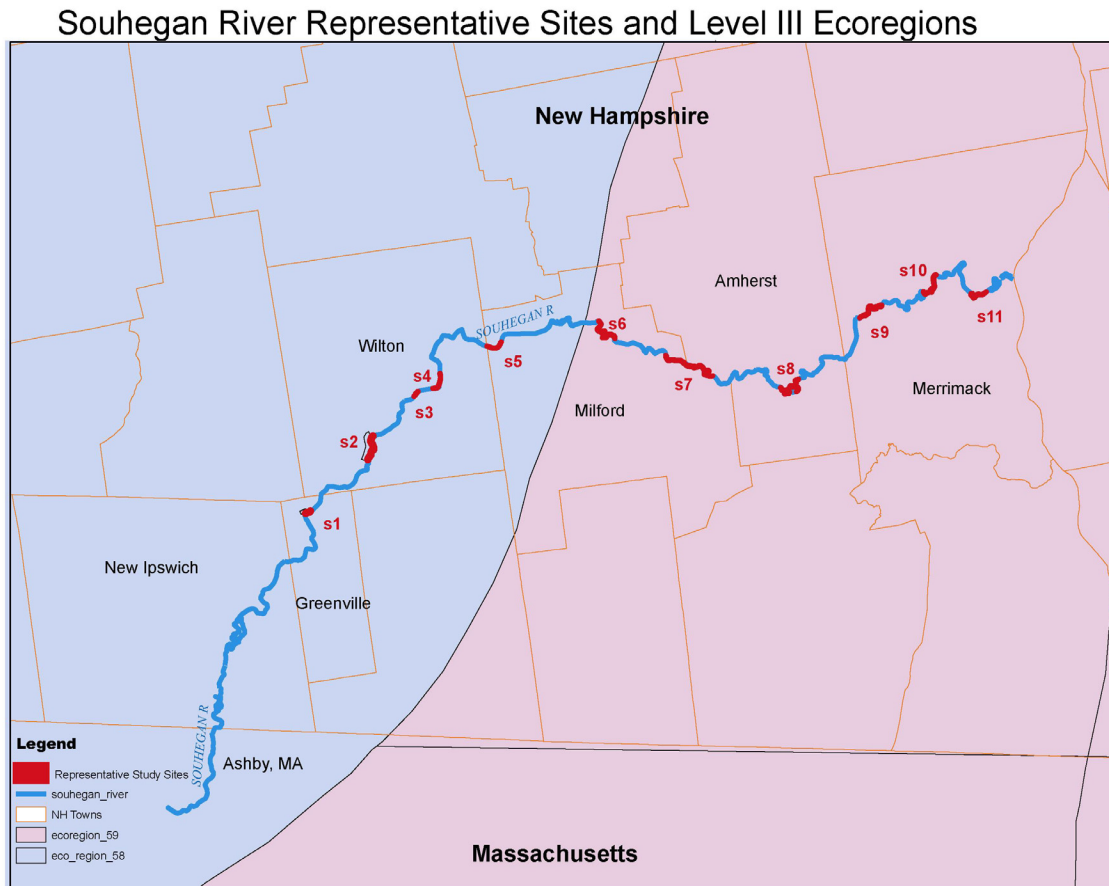 Souhegan River Representative Sites and Level III Ecoregions
New Hampshire
s10
Amherst
s11
SOUHEGAN R
s6
s9
Wilton
s5
s8
s4
s7
Merrimack
s3
Milford
s2
s1
New Ipswich
Greenville
SOUHEGAN R
Ashby, MA
Legend
Representative Study Sites
souhegan_river
NH Towns
ecoregion_59
eco_region_58
Massachusetts